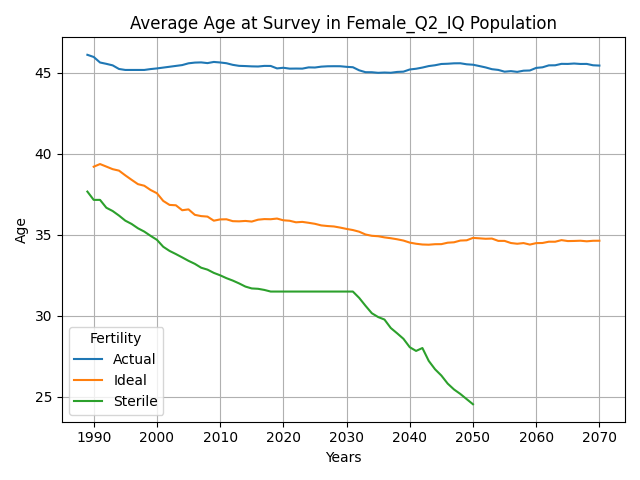 Average Age at Survey in Female_Q2_IQ Population
Age
45
40
35
30
25
Fertility
Actual
Ideal
Sterile
1990 2000 2010 2020 2030 2040 2050 2060 2070
Years